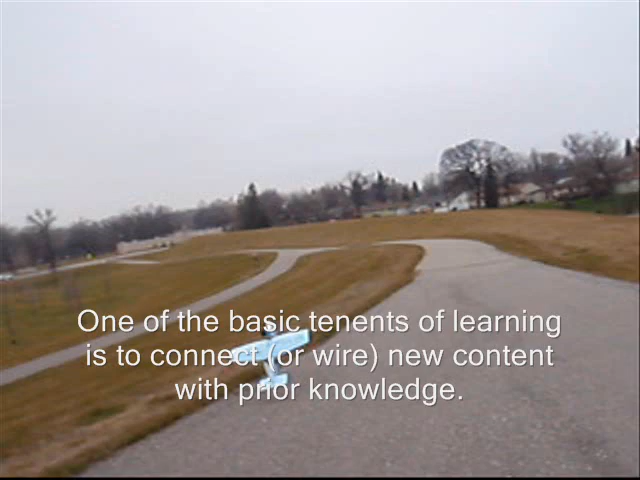 One of the basic tenents of learning
is to connect (or wire) new content
with prior knowledge.